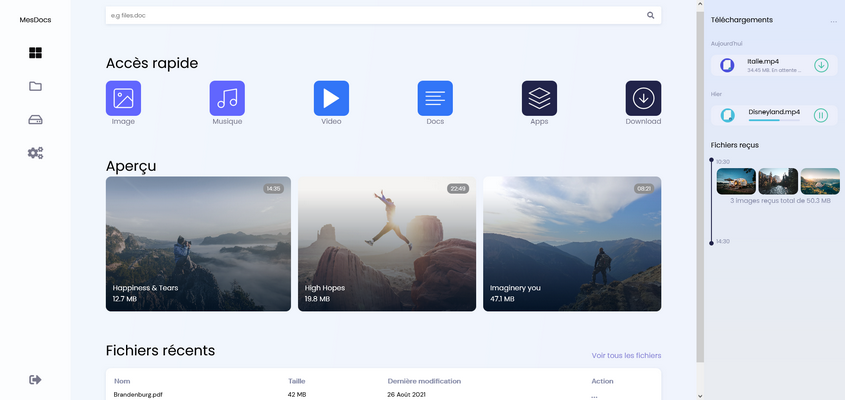 MesDocs
e.g files.doc
Accès rapide
Image
Musique
Video
Docs
Apps
Download
Aperçu
14:35
Happiness & Tears
12.7 MB
22:49
High Hopes
19.8 MB
08:21
Imaginery you
47.1 MB
Fichiers récents
Voir tous les fichiers
Nom Taille Dernière modification Action
Brandenburg.pdf 42 MB 26 Août 2021 ...
Téléchargements ...
Aujourd'hui
Italie.mp4
34.45 MB. En attente ...
Hier
Disneyland.mp4
Fichiers reçus
10:30
3 images reçus total de 50.3 MB
14:30